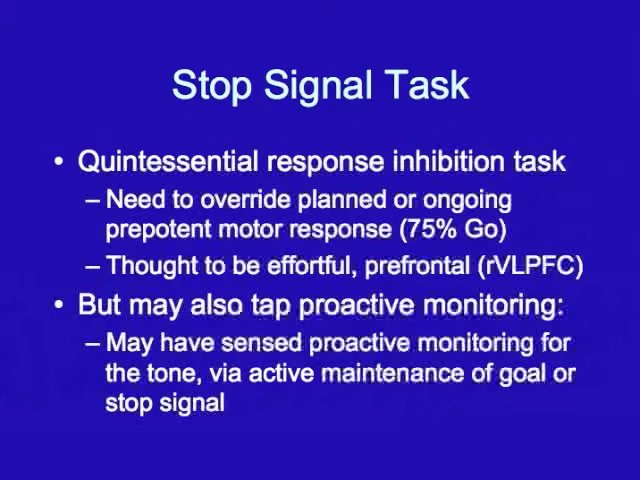 Stop Signal Task
• Quintessential response inhibition task
– Need to override planned or ongoing
prepotent motor response (75% Go)
– Thought to be effortful, prefrontal (rVLPFC)
• But may also tap proactive monitoring:
– May have sensed proactive monitoring for
the tone, via active maintenance of goal or
stop signal